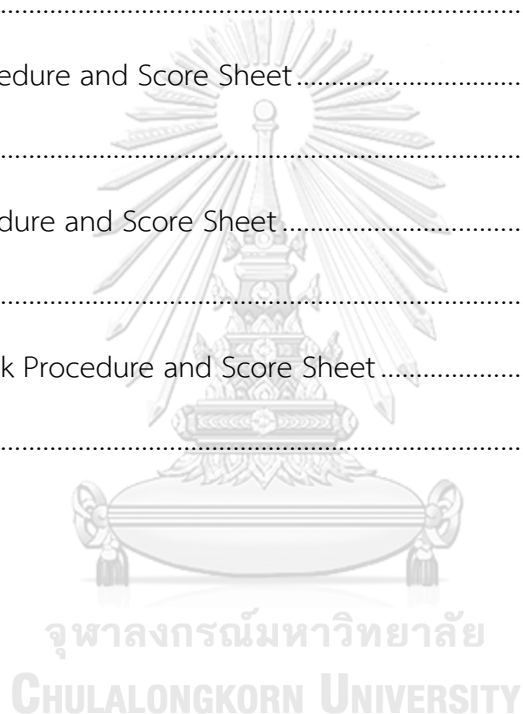 ................................................................
edure and Score Sheet..............................
................................................................
dure and Score Sheet................................
................................................................
k Procedure and Score Sheet...................
................................................................
จุฬาลงกรณ์มหาวิทยาลัย
CHULALONGKORN UNIVERSITY